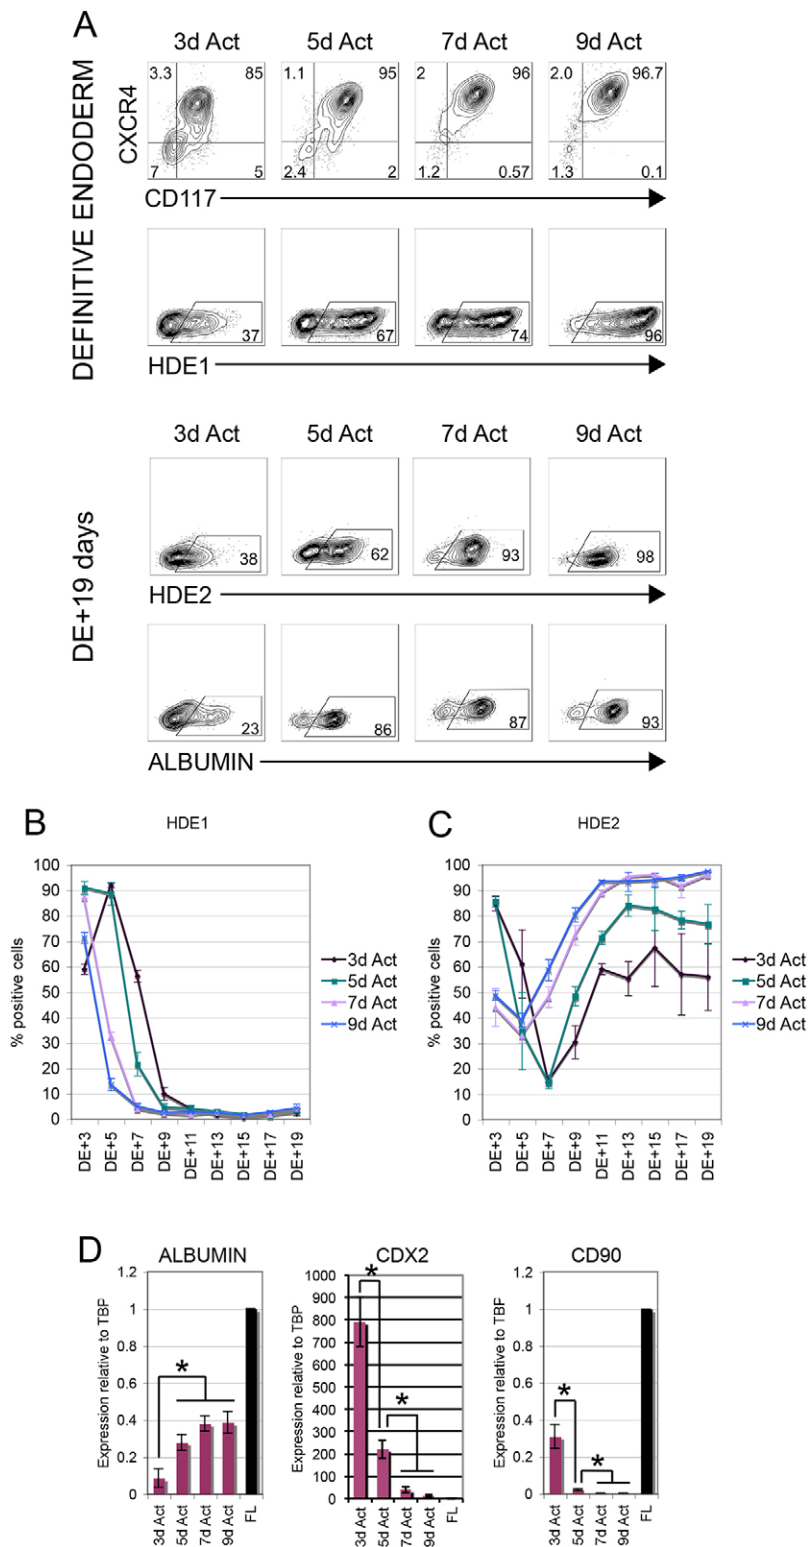 A
3d Act 5d Act 7d Act 9d Act
DEFINITIVE ENDODERM
CXCR4
3.3 85 1.1 95 2 96 2.0 96.7
7 5 2.4 2 1.2 0.57 1.3 0.1
CD117
37 67 74 96
HDE1
3d Act 5d Act 7d Act 9d Act
DE+19 days
38 62 93 98
HDE2
23 86 87 93
ALBUMIN
B
HDE1
% positive cells
100
90
80
70
60
50
40
30
20
10
0
DE+3 DE+5 DE+7 DE+9 DE+11 DE+13 DE+15 DE+17 DE+19
3d Act
5d Act
7d Act
9d Act
C
HDE2
% positive cells
100
90
80
70
60
50
40
30
20
10
0
DE+3 DE+5 DE+7 DE+9 DE+11 DE+13 DE+15 DE+17 DE+19
3d Act
5d Act
7d Act
9d Act
D
ALBUMIN
Expression relative to TBP
1.2
1
0.8
0.6
0.4
0.2
0
*
3d Act 5d Act 7d Act 9d Act FL
CDX2
Expression relative to TBP
1000
900
800
700
600
500
400
300
200
100
0
*
*
3d Act 5d Act 7d Act 9d Act FL
CD90
Expression relative to TBP
1.2
1
0.8
0.6
0.4
0.2
0
*
*
3d Act 5d Act 7d Act 9d Act FL